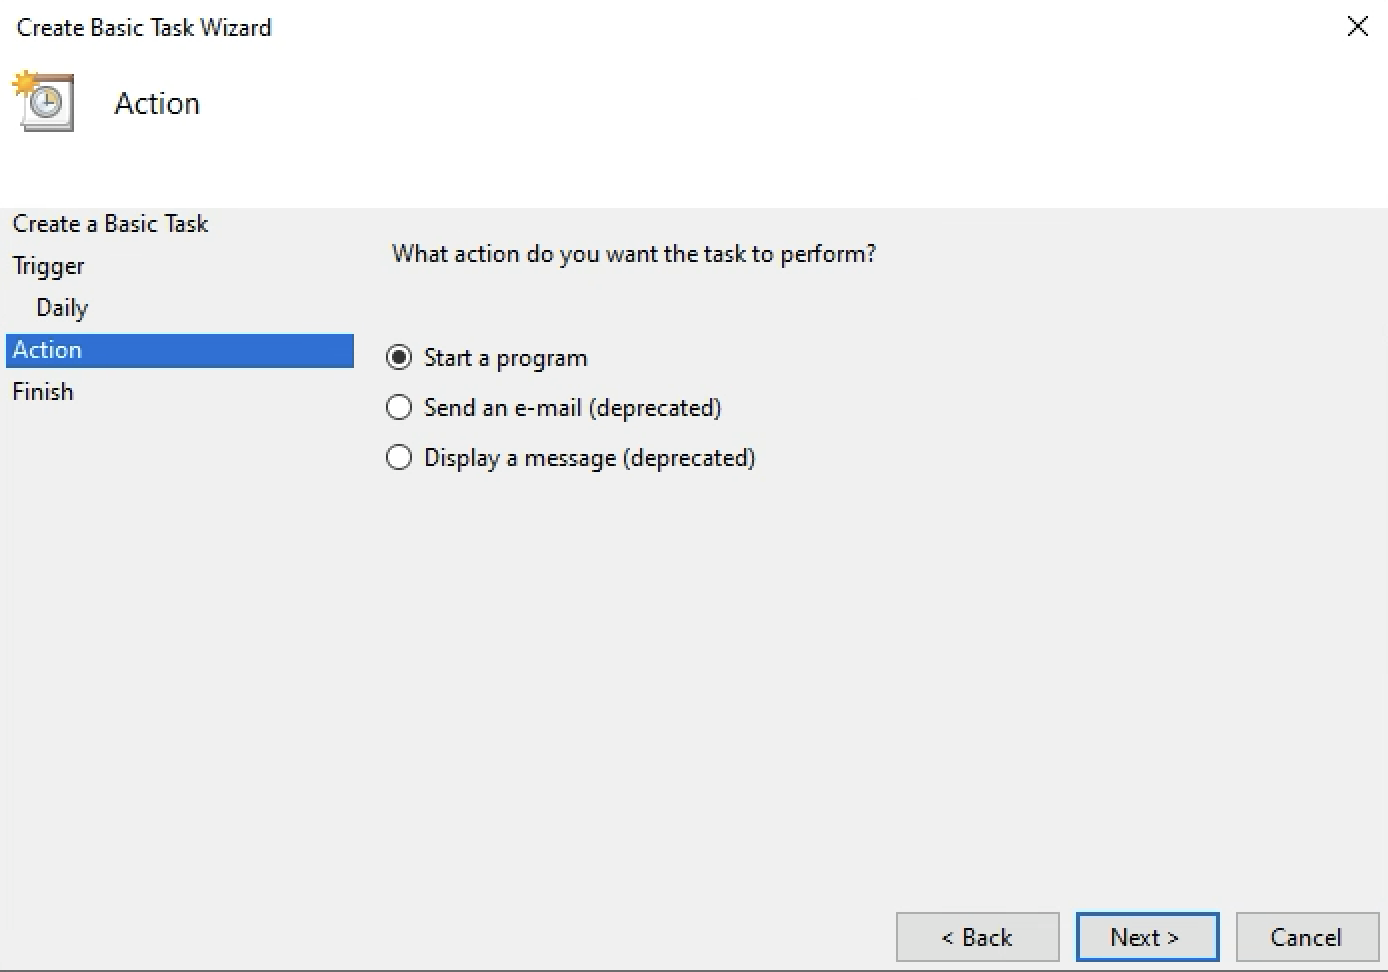 Create Basic Task Wizard
Action
Create a Basic Task
Trigger
Daily
Action
Finish
What action do you want the task to perform?
Start a program
Send an e-mail (deprecated)
Display a message (deprecated)
< Back
Next >
Cancel